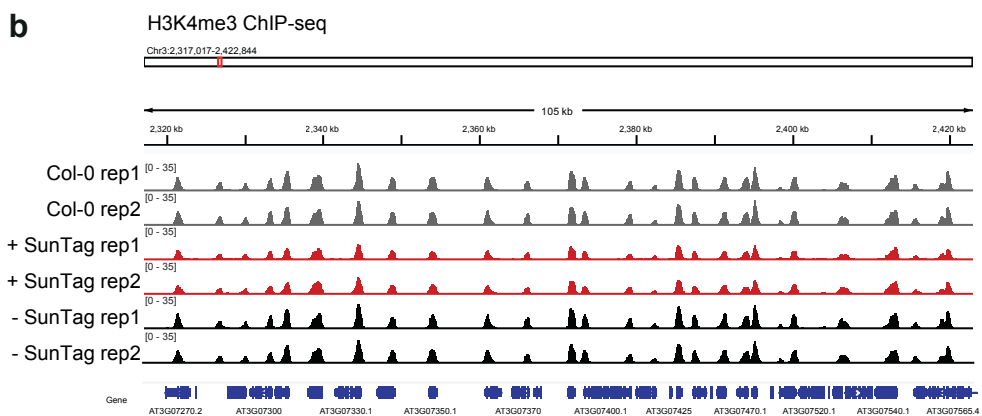 b
H3K4me3 ChIP-seq
Chr3:2,317,017-2,422,844
105 kb
2,320 kb 2,340 kb 2,360 kb 2,380 kb 2,400 kb 2,420 kb
Col-0 rep1 [0 - 35]
Col-0 rep2 [0 - 35]
+ SunTag rep1 [0 - 35]
+ SunTag rep2 [0 - 35]
- SunTag rep1 [0 - 35]
- SunTag rep2 [0 - 35]
Gene
AT3G07270.2 AT3G07300 AT3G07330.1 AT3G07350.1 AT3G07370 AT3G07400.1 AT3G07425 AT3G07470.1 AT3G07520.1 AT3G07540.1 AT3G07565.4